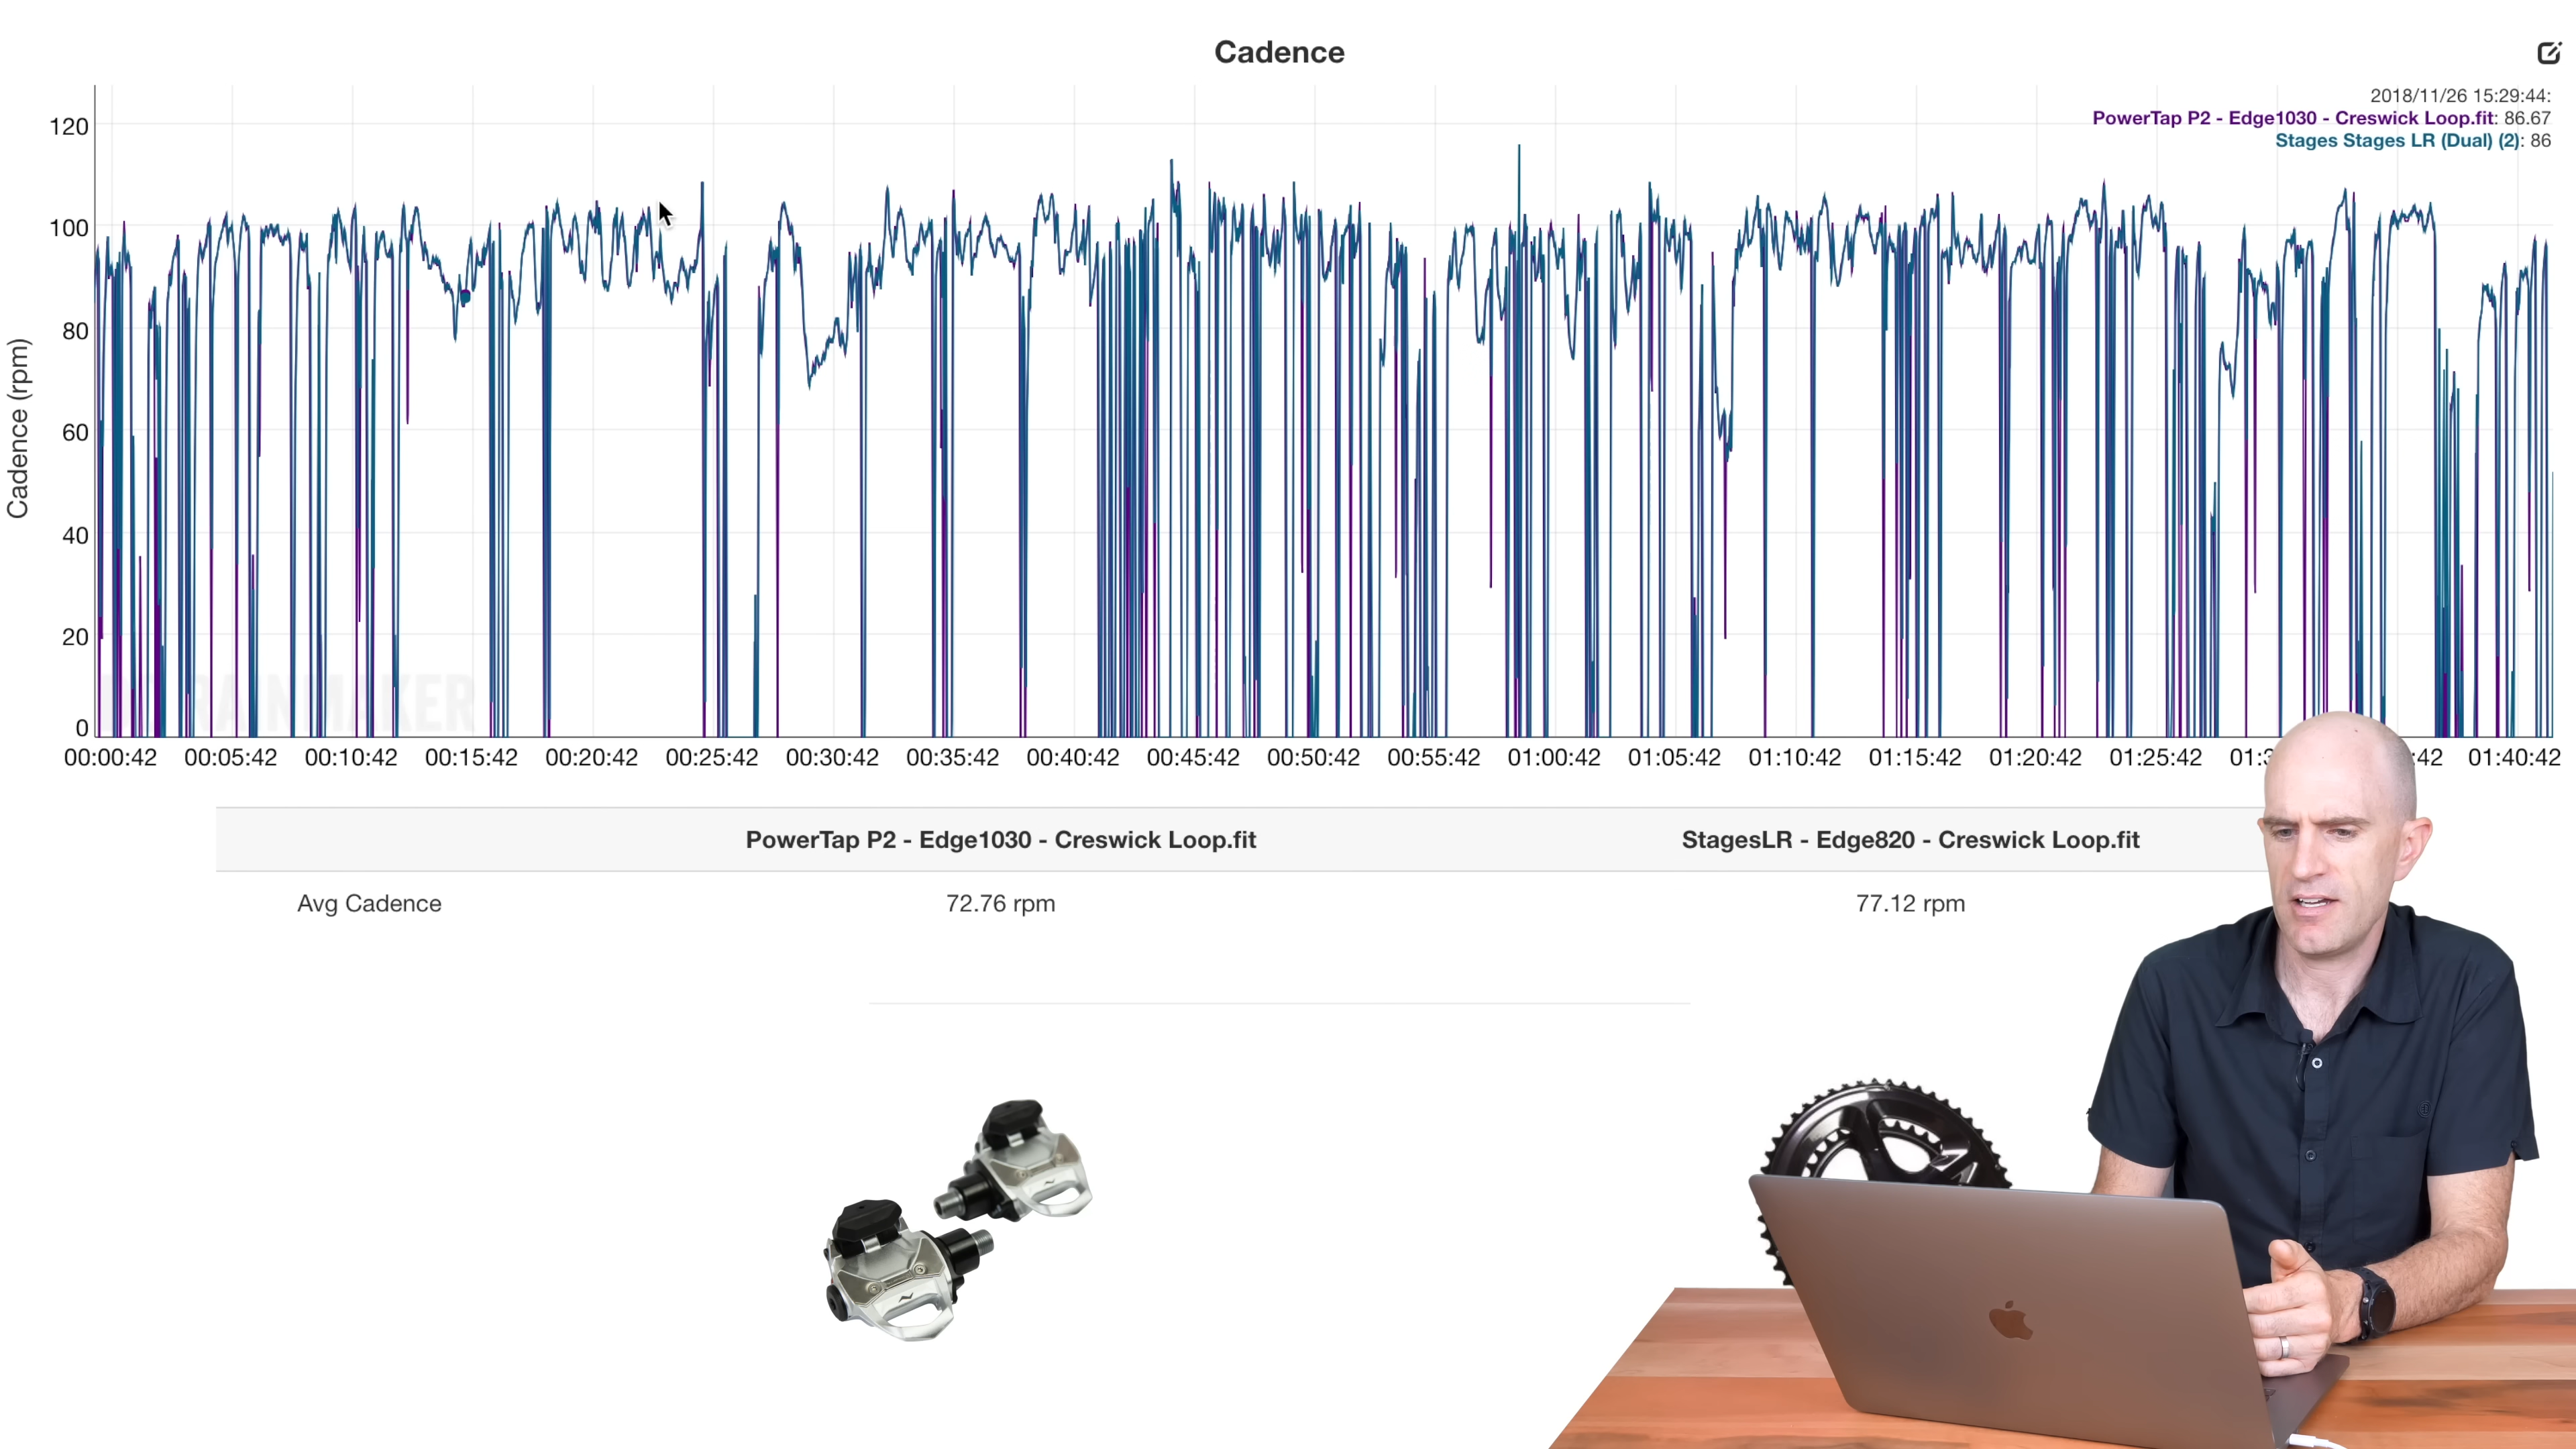 Cadence
2018/11/26 15:29:44:
PowerTap P2 - Edge1030 - Creswick Loop.fit: 86.67
Stages Stages LR (Dual) (2): 86
Cadence (rpm)
120
100
80
60
40
20
0
RAINMAKER
00:00:42 00:05:42 00:10:42 00:15:42 00:20:42 00:25:42 00:30:42 00:35:42 00:40:42 00:45:42 00:50:42 00:55:42 01:00:42 01:05:42 01:10:42 01:15:42 01:20:42 01:25:42 01:3 :42 01:40:42
PowerTap P2 - Edge1030 - Creswick Loop.fit StagesLR - Edge820 - Creswick Loop.fit
Avg Cadence 72.76 rpm 77.12 rpm